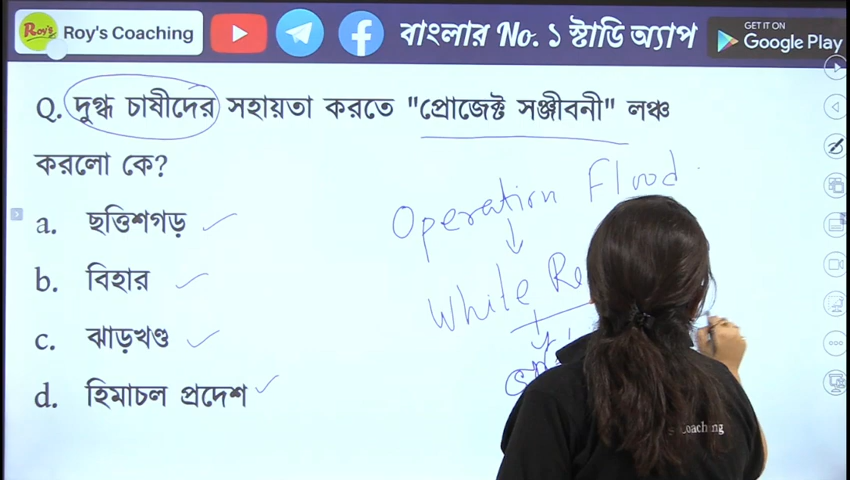 Roy's Roy's Coaching বাংলার No. ১ স্টাডি অ্যাপ GET IT ON Google Play
Q. দুগ্ধ চাষীদের সহায়তা করতে "প্রোজেক্ট সঞ্জীবনী" লঞ্চ
করলো কে?
a. ছত্তিশগড়
b. বিহার
c. ঝাড়খণ্ড
d. হিমাচল প্রদেশ
Operation Flood
White Re
Coaching